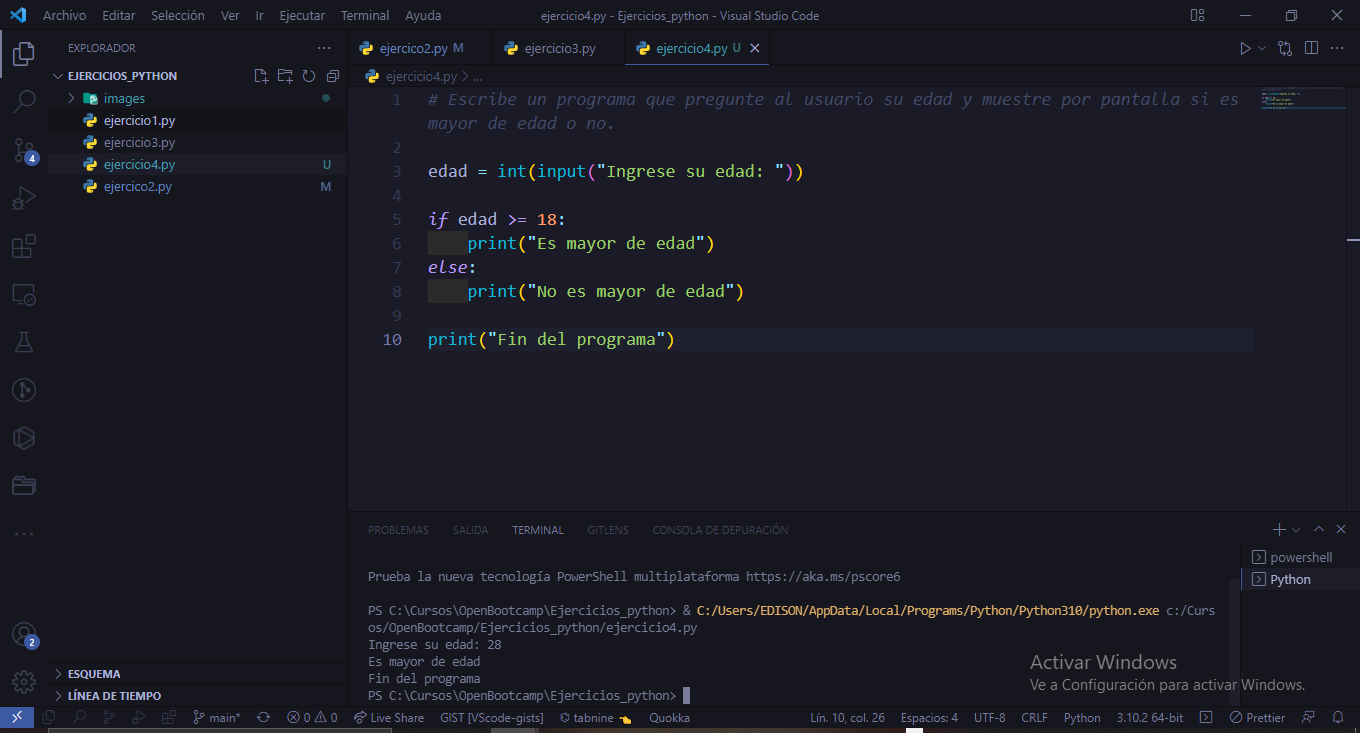 Archivo Editar Selección Ver Ir Ejecutar Terminal Ayuda
ejercicio4.py - Ejercicios_python - Visual Studio Code
EXPLORADOR
EJERCICIOS_PYTHON
images
ejercicio1.py
ejercicio3.py
ejercicio4.py U
ejercico2.py M
4
2
ESQUEMA
LÍNEA DE TIEMPO
ejercico2.py M ejercicio3.py ejercicio4.py U
ejercicio4.py > ...
1 # Escribe un programa que pregunte al usuario su edad y muestre por pantalla si es
mayor de edad o no.
2
3 edad = int(input("Ingrese su edad: "))
4
5 if edad >= 18:
6 print("Es mayor de edad")
7 else:
8 print("No es mayor de edad")
9
10 print("Fin del programa")
PROBLEMAS SALIDA TERMINAL GITLENS CONSOLA DE DEPURACIÓN
powershell
Python
Prueba la nueva tecnología PowerShell multiplataforma https://aka.ms/pscore6
PS C:\Cursos\OpenBootcamp\Ejercicios_python> & C:/Users/EDISON/AppData/Local/Programs/Python/Python310/python.exe c:/Curs
os/OpenBootcamp/Ejercicios_python/ejercicio4.py
Ingrese su edad: 28
Es mayor de edad
Fin del programa
PS C:\Cursos\OpenBootcamp\Ejercicios_python>
Activar Windows
Ve a Configuración para activar Windows.
main* 0 0 Live Share GIST [VScode-gists] tabnine Quokka Lín. 10, col. 26 Espacios: 4 UTF-8 CRLF Python 3.10.2 64-bit Prettier